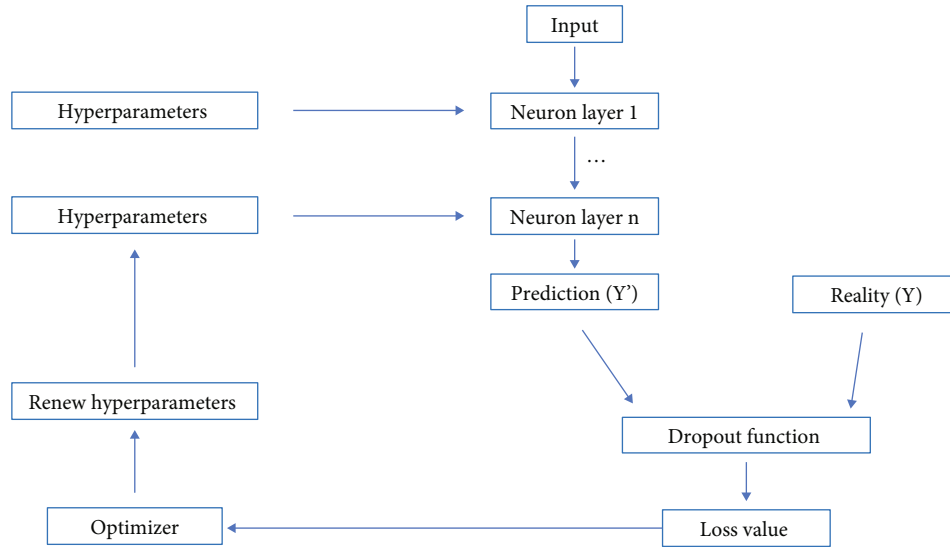 Input
Hyperparameters
Neuron layer 1
...
Hyperparameters
Neuron layer n
Prediction (Y’)
Reality (Y)
Renew hyperparameters
Dropout function
Optimizer
Loss value